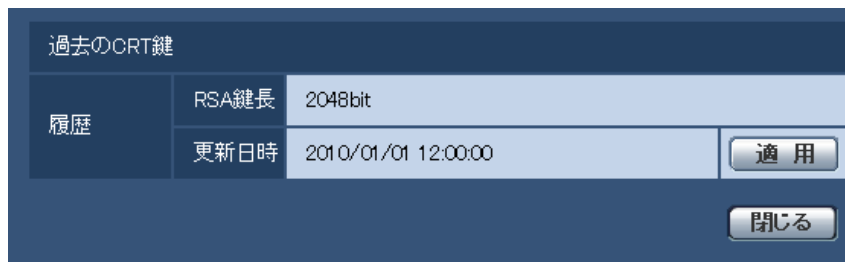 過去のCRT鍵
履歴
RSA鍵長 2048bit
更新日時 2010/01/01 12:00:00 適 用
閉じる